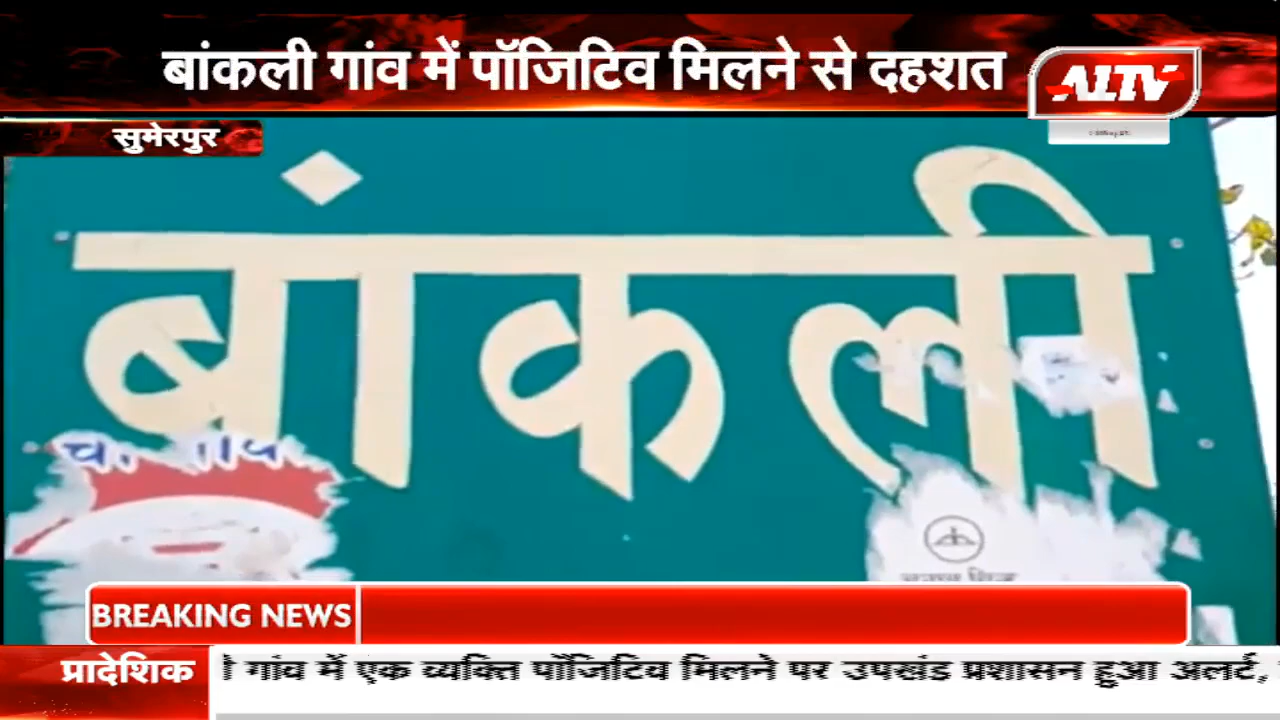 बांकली गांव में पॉजिटिव मिलने से दहशत
ALTV
सुमेरपुर
बांकली
BREAKING NEWS
प्रादेशिक
गांव में एक व्यक्ति पॉजिटिव मिलने पर उपखंड प्रशासन हुआ अलर्ट,